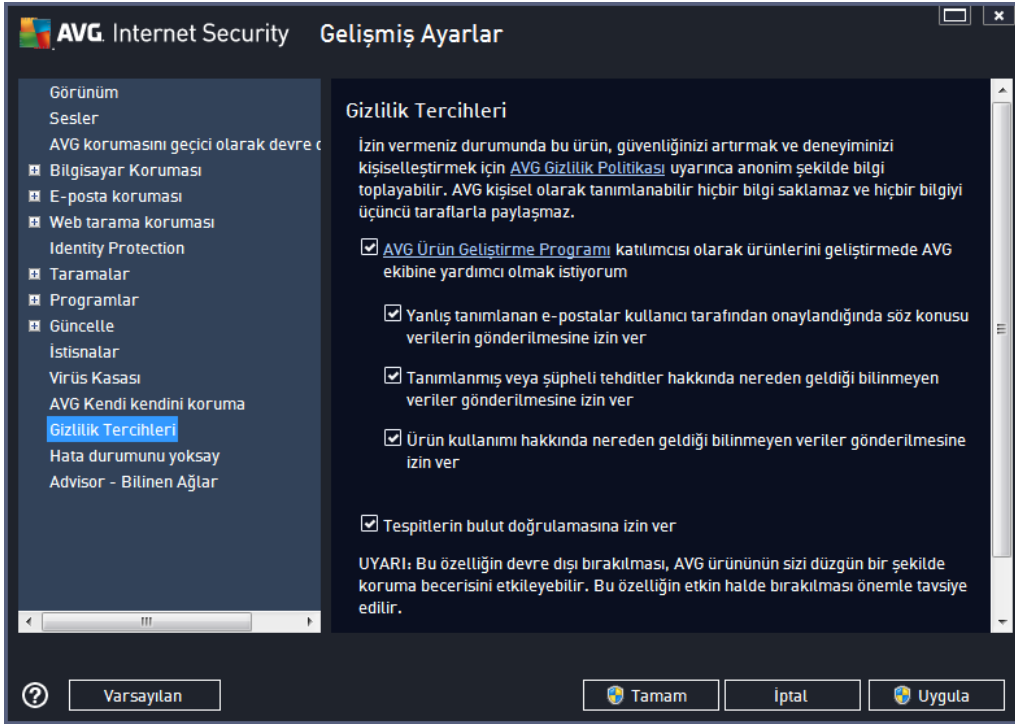 AVG. Internet Security Gelişmiş Ayarlar
Görünüm
Sesler
AVG korumasını geçici olarak devre
Bilgisayar Koruması
E-posta koruması
Web tarama koruması
Identity Protection
Taramalar
Programlar
Güncelle
İstisnalar
Virüs Kasası
AVG Kendi kendini koruma
Gizlilik Tercihleri
Hata durumunu yoksay
Advisor - Bilinen Ağlar
Gizlilik Tercihleri
İzin vermeniz durumunda bu ürün, güvenliğinizi artırmak ve deneyiminizi
kişiselleştirmek için AVG Gizlilik Politikası uyarınca anonim şekilde bilgi
toplayabilir. AVG kişisel olarak tanımlanabilir hiçbir bilgi saklamaz ve hiçbir bilgiyi
üçüncü taraflarla paylaşmaz.
AVG Ürün Geliştirme Programı katılımcısı olarak ürünlerini geliştirmede AVG
ekibine yardımcı olmak istiyorum
Yanlış tanımlanan e-postalar kullanıcı tarafından onaylandığında söz konusu
verilerin gönderilmesine izin ver
Tanımlanmış veya şüpheli tehditler hakkında nereden geldiği bilinmeyen
veriler gönderilmesine izin ver
Ürün kullanımı hakkında nereden geldiği bilinmeyen veriler gönderilmesine
izin ver
Tespitlerin bulut doğrulamasına izin ver
UYARI: Bu özelliğin devre dışı bırakılması, AVG ürününün sizi düzgün bir şekilde
koruma becerisini etkileyebilir. Bu özelliğin etkin halde bırakılması önemle tavsiye
edilir.
Varsayılan
Tamam
İptal
Uygula